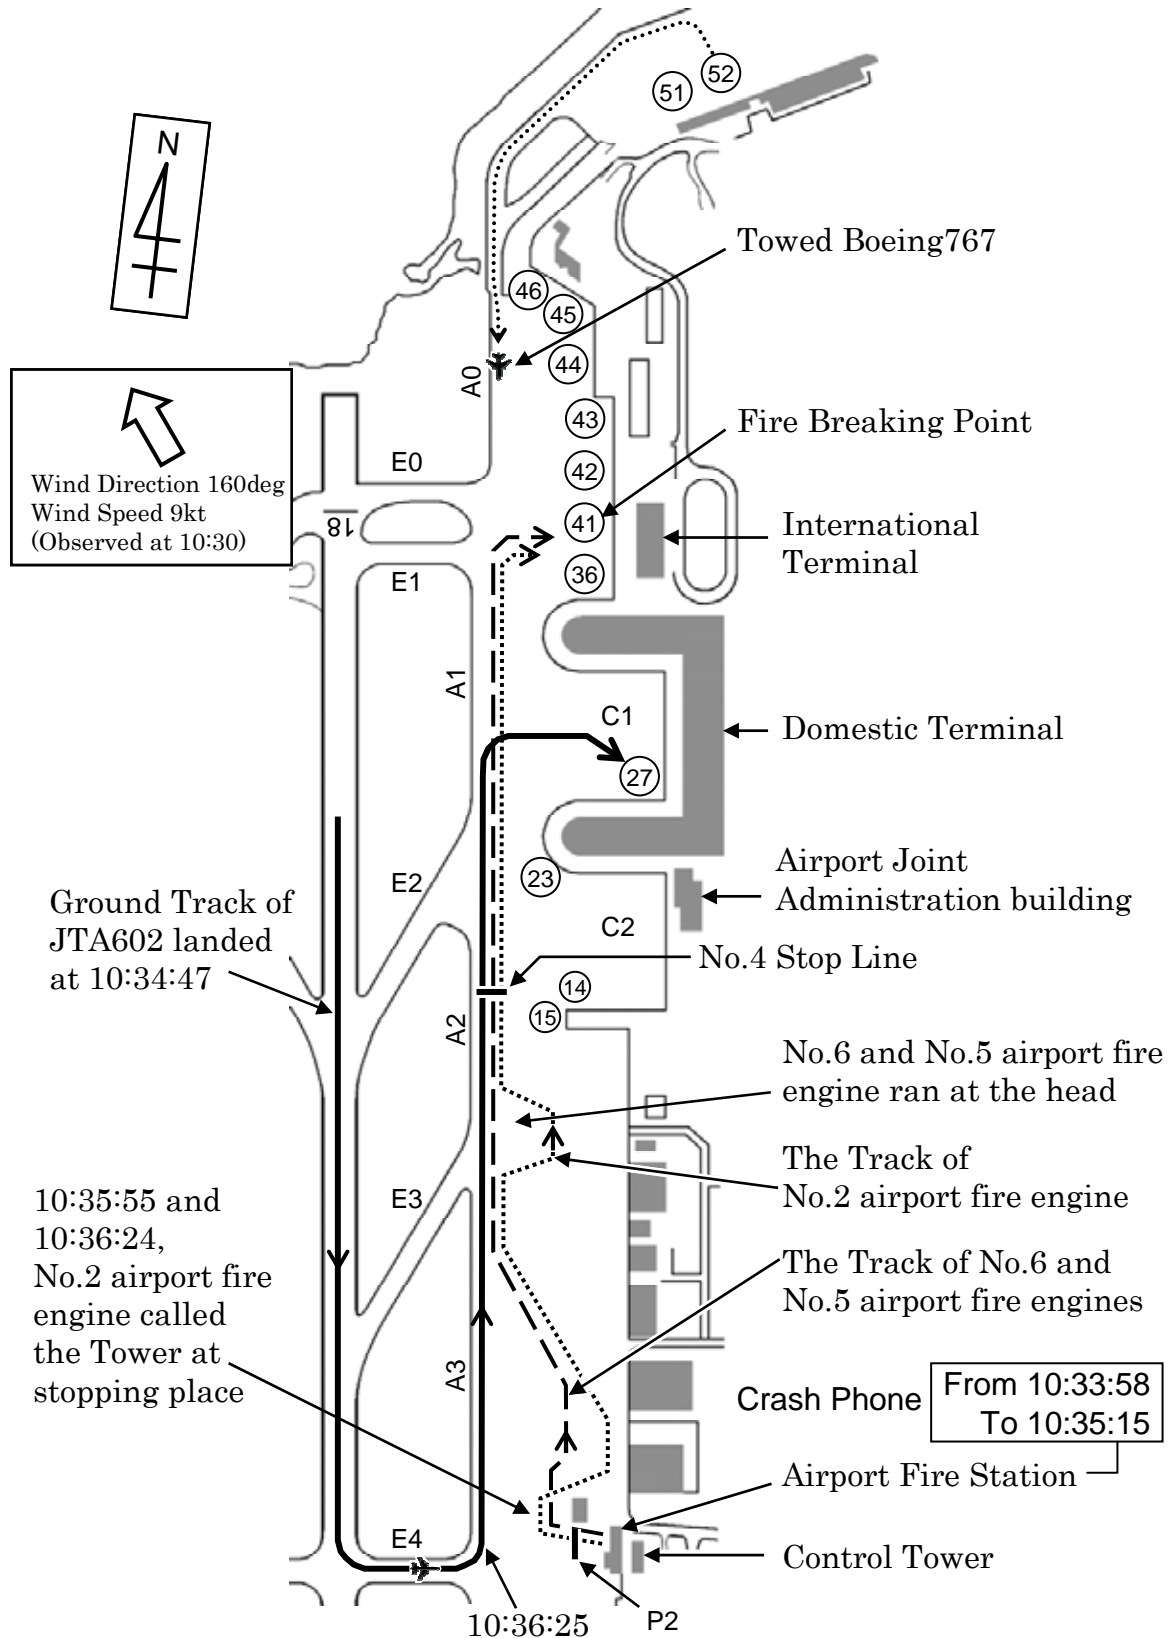 52
51
N
Towed Boeing767
46
45
44
A0
43
Fire Breaking Point
E0
42
Wind Direction 160deg
Wind Speed 9kt
(Observed at 10:30)
18
41
International
Terminal
E1
36
A1
C1
Domestic Terminal
27
E2
23
Airport Joint
Administration building
Ground Track of
JTA602 landed
at 10:34:47
C2
No.4 Stop Line
14
15
A2
No.6 and No.5 airport fire
engine ran at the head
The Track of
No.2 airport fire engine
E3
10:35:55 and
10:36:24,
No.2 airport fire
engine called
the Tower at
stopping place
The Track of No.6 and
No.5 airport fire engines
A3
Crash Phone
From 10:33:58
To 10:35:15
Airport Fire Station
E4
Control Tower
10:36:25
P2